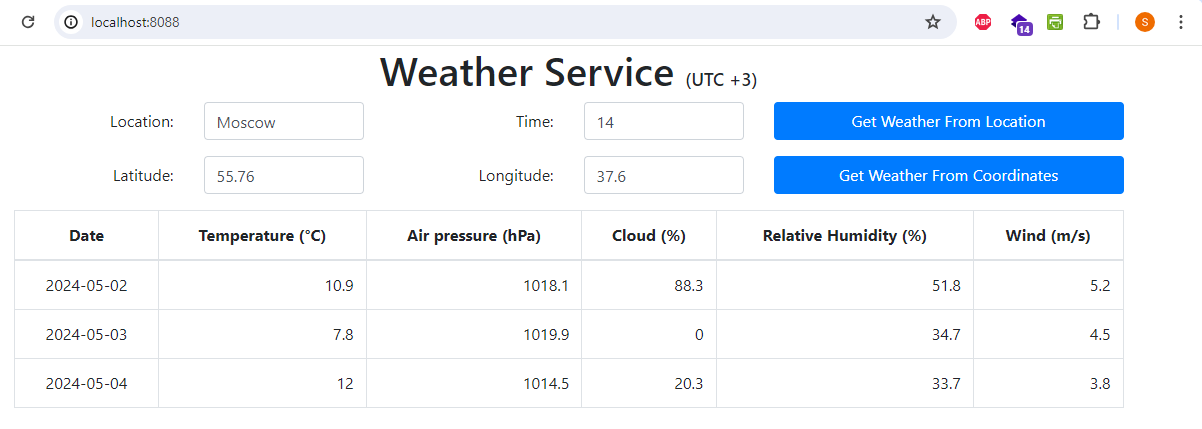 localhost:8088
ABP
14
S
Weather Service (UTC +3)
Location: Moscow Time: 14 Get Weather From Location
Latitude: 55.76 Longitude: 37.6 Get Weather From Coordinates
Date Temperature (°C) Air pressure (hPa) Cloud (%) Relative Humidity (%) Wind (m/s)
2024-05-02 10.9 1018.1 88.3 51.8 5.2
2024-05-03 7.8 1019.9 0 34.7 4.5
2024-05-04 12 1014.5 20.3 33.7 3.8